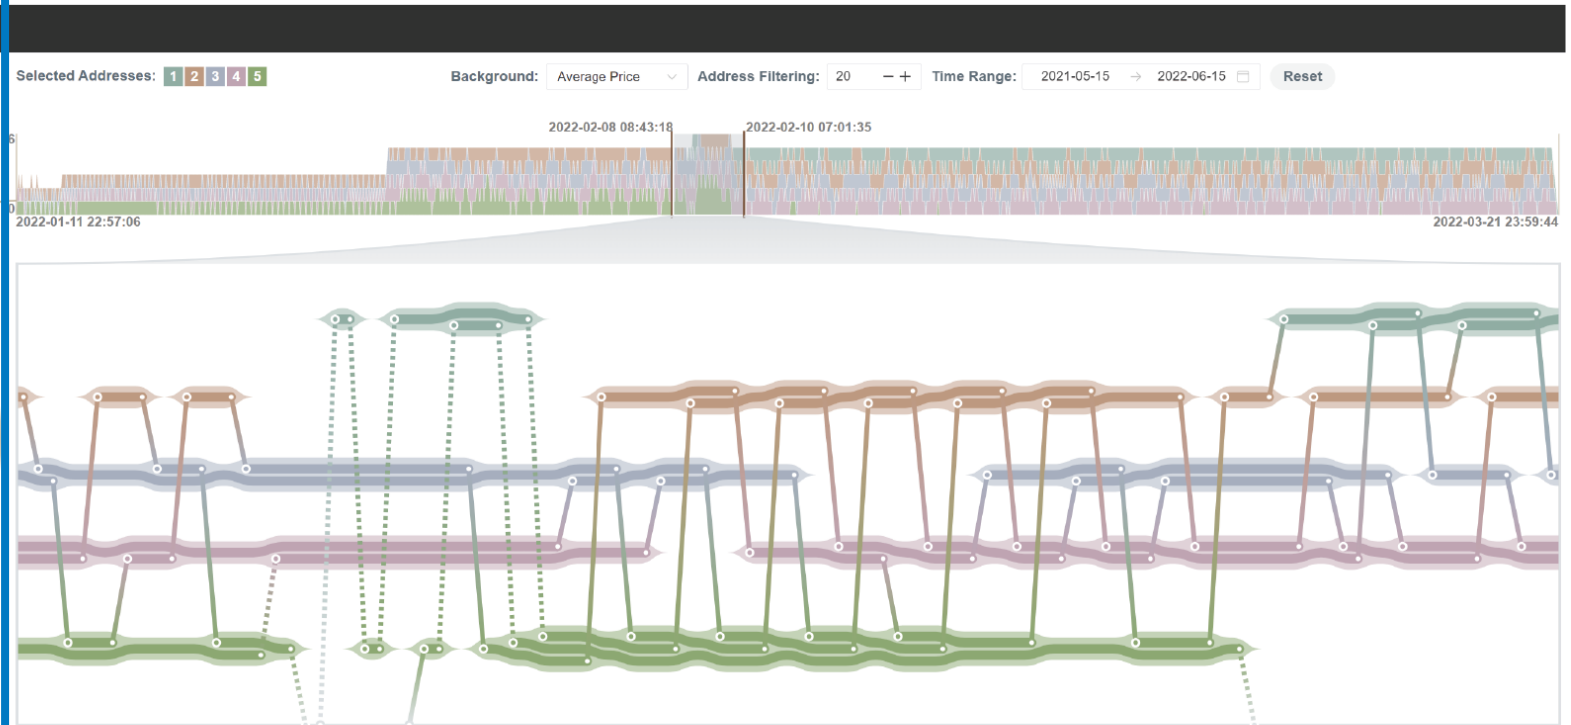 Selected Addresses: 1 2 3 4 5 Background: Average Price Address Filtering: 20 − + Time Range: 2021-05-15 → 2022-06-15 Reset
2022-02-08 08:43:18 2022-02-10 07:01:35
6
0
2022-01-11 22:57:06 2022-03-21 23:59:44